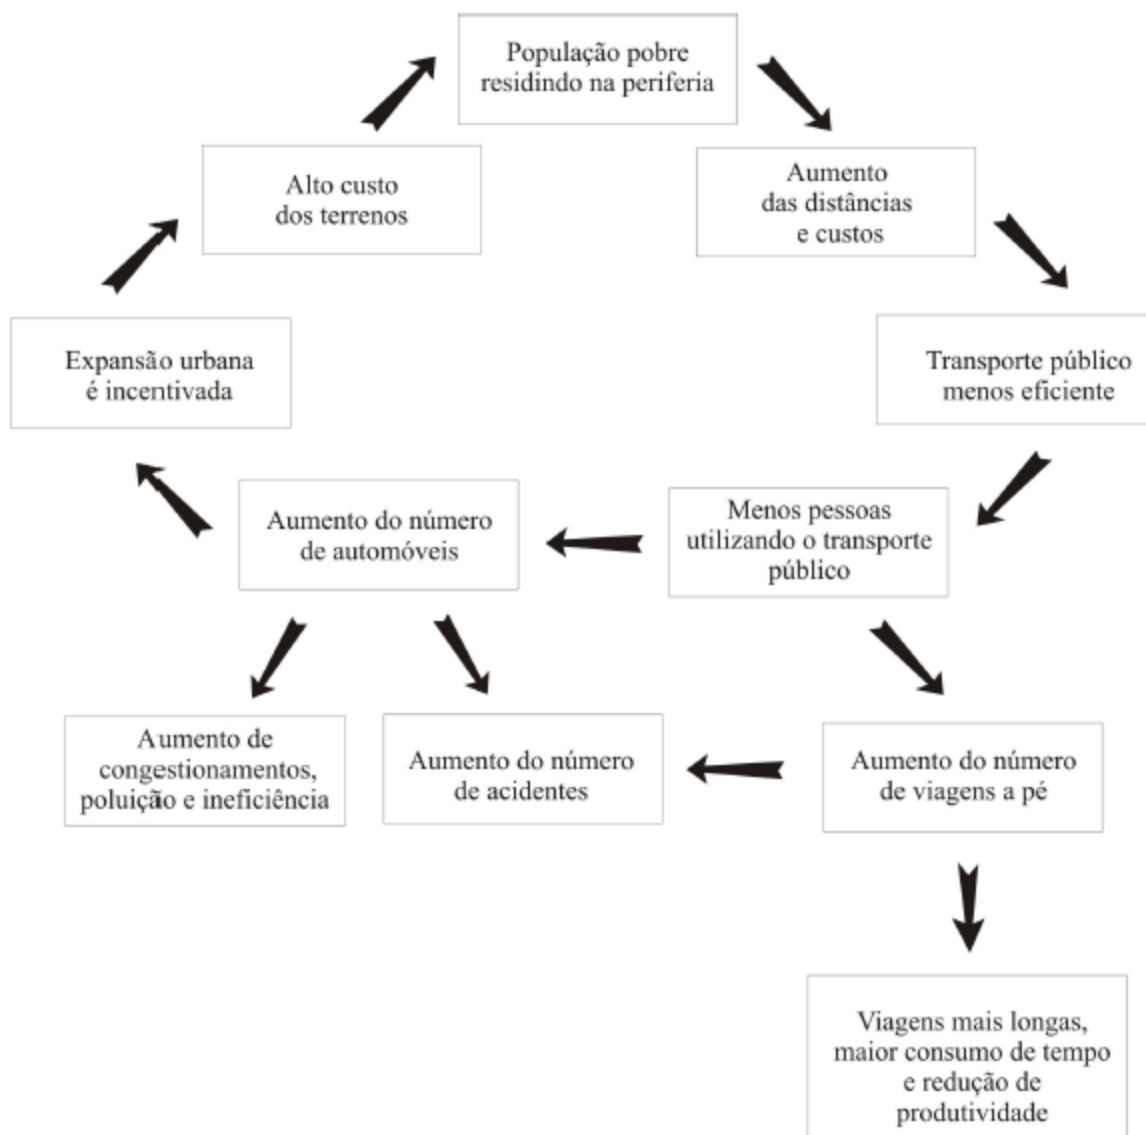 População pobre
residindo na periferia
Alto custo
dos terrenos
Aumento
das distâncias
e custos
Expansão urbana
é incentivada
Transporte público
menos eficiente
Aumento do número
de automóveis
Menos pessoas
utilizando o transporte
público
Aumento de
congestionamentos,
poluição e ineficiência
Aumento do número
de acidentes
Aumento do número
de viagens a pé
Viagens mais longas,
maior consumo de tempo
e redução de
produtividade